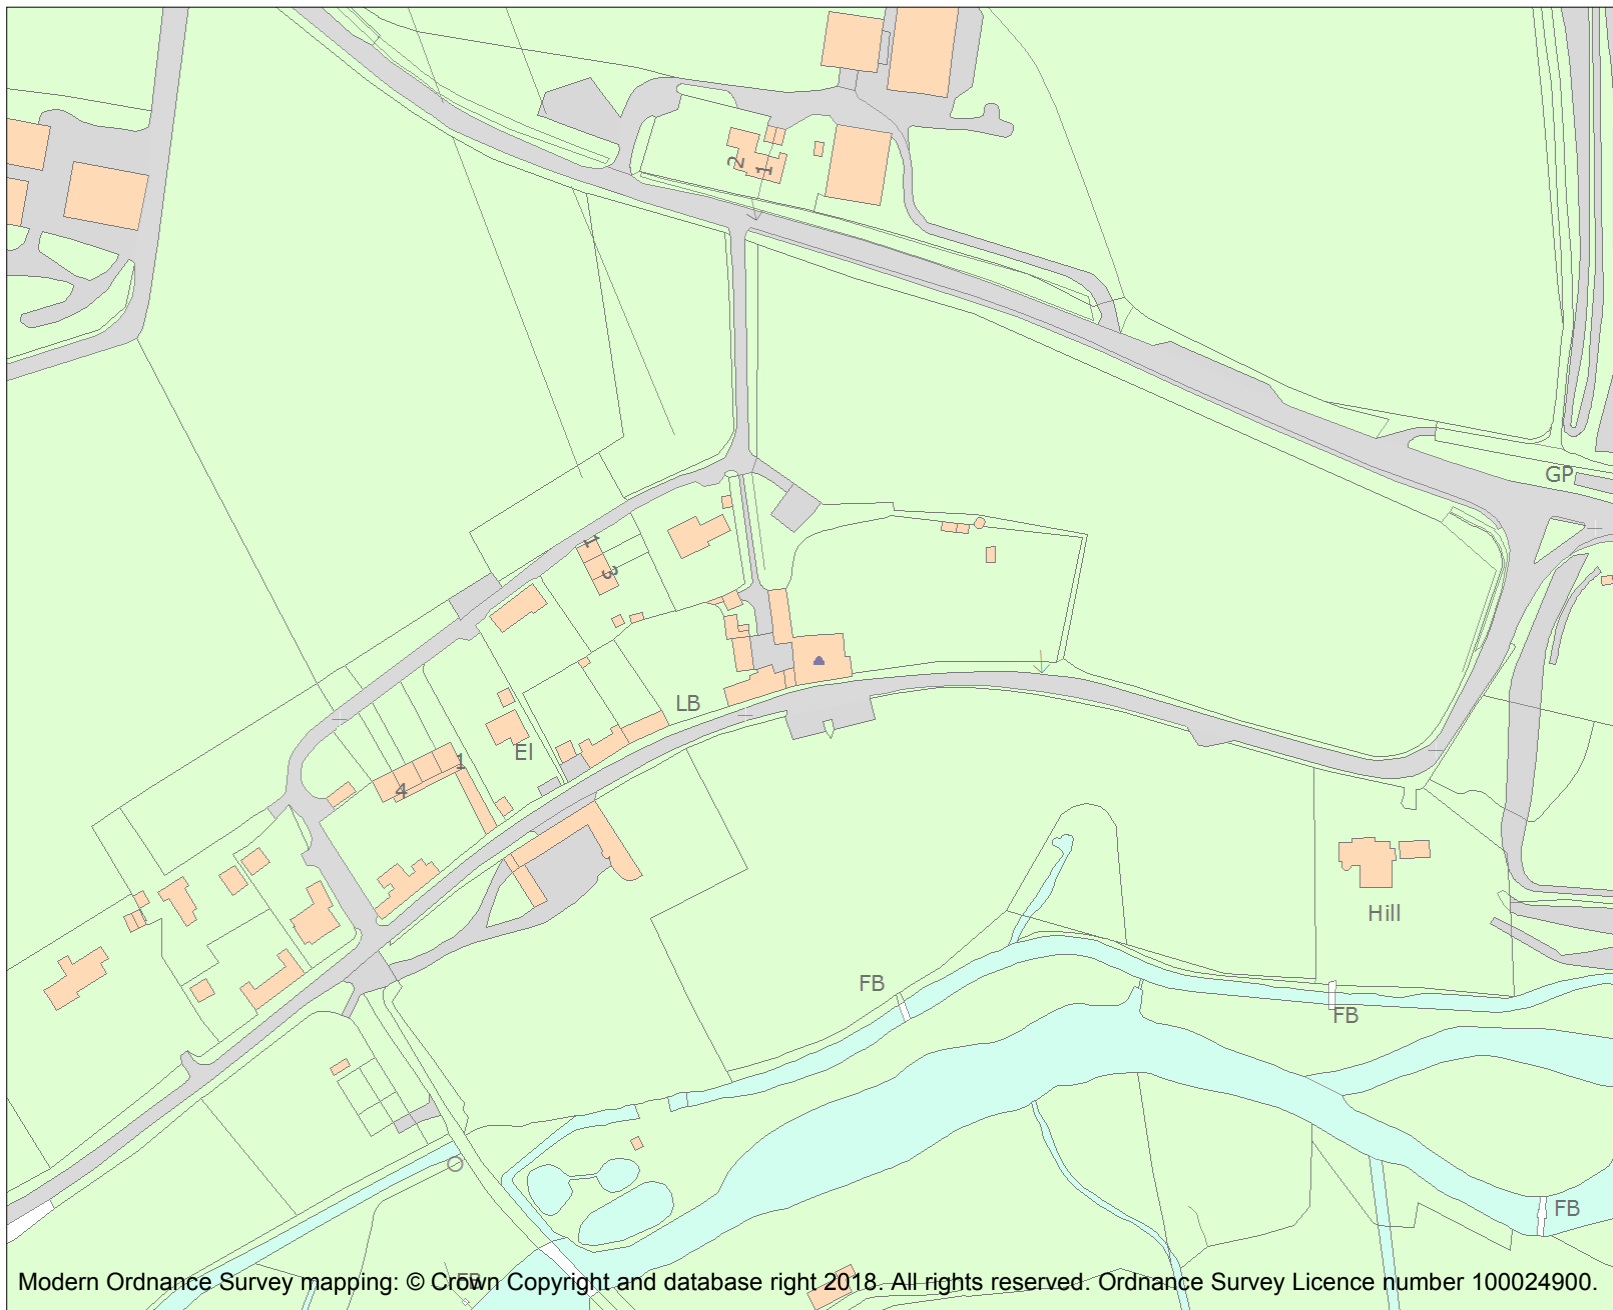 2
1
GP
1
3
LB
El
1
4
Hill
FB
FB
FB
FB
Modern Ordnance Survey mapping: © Crown Copyright and database right 2018. All rights reserved. Ordnance Survey Licence number 100024900.